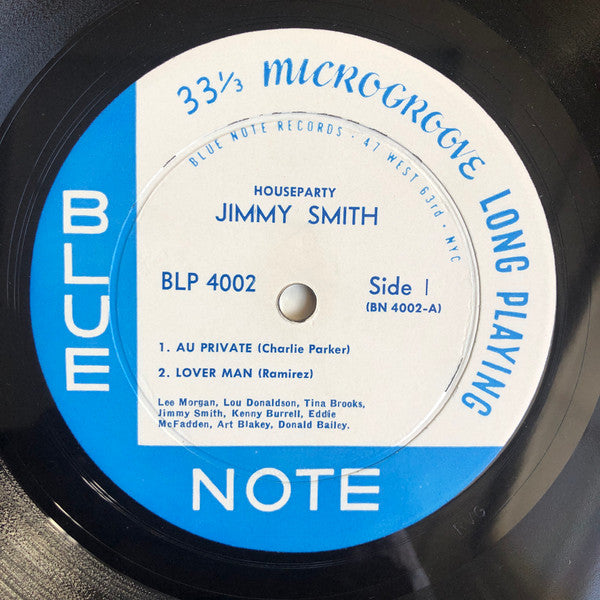 33⅓ MICROGROOVE LONG PLAYING
BLUE NOTE RECORDS · 47 WEST 63rd · NYC
HOUSEPARTY
JIMMY SMITH
BLP 4002
Side 1
(BN 4002-A)
1. AU PRIVATE (Charlie Parker)
2. LOVER MAN (Ramirez)
Lee Morgan, Lou Donaldson, Tina Brooks,
Jimmy Smith, Kenny Burrell, Eddie
McFadden, Art Blakey, Donald Bailey.
BLUE
NOTE